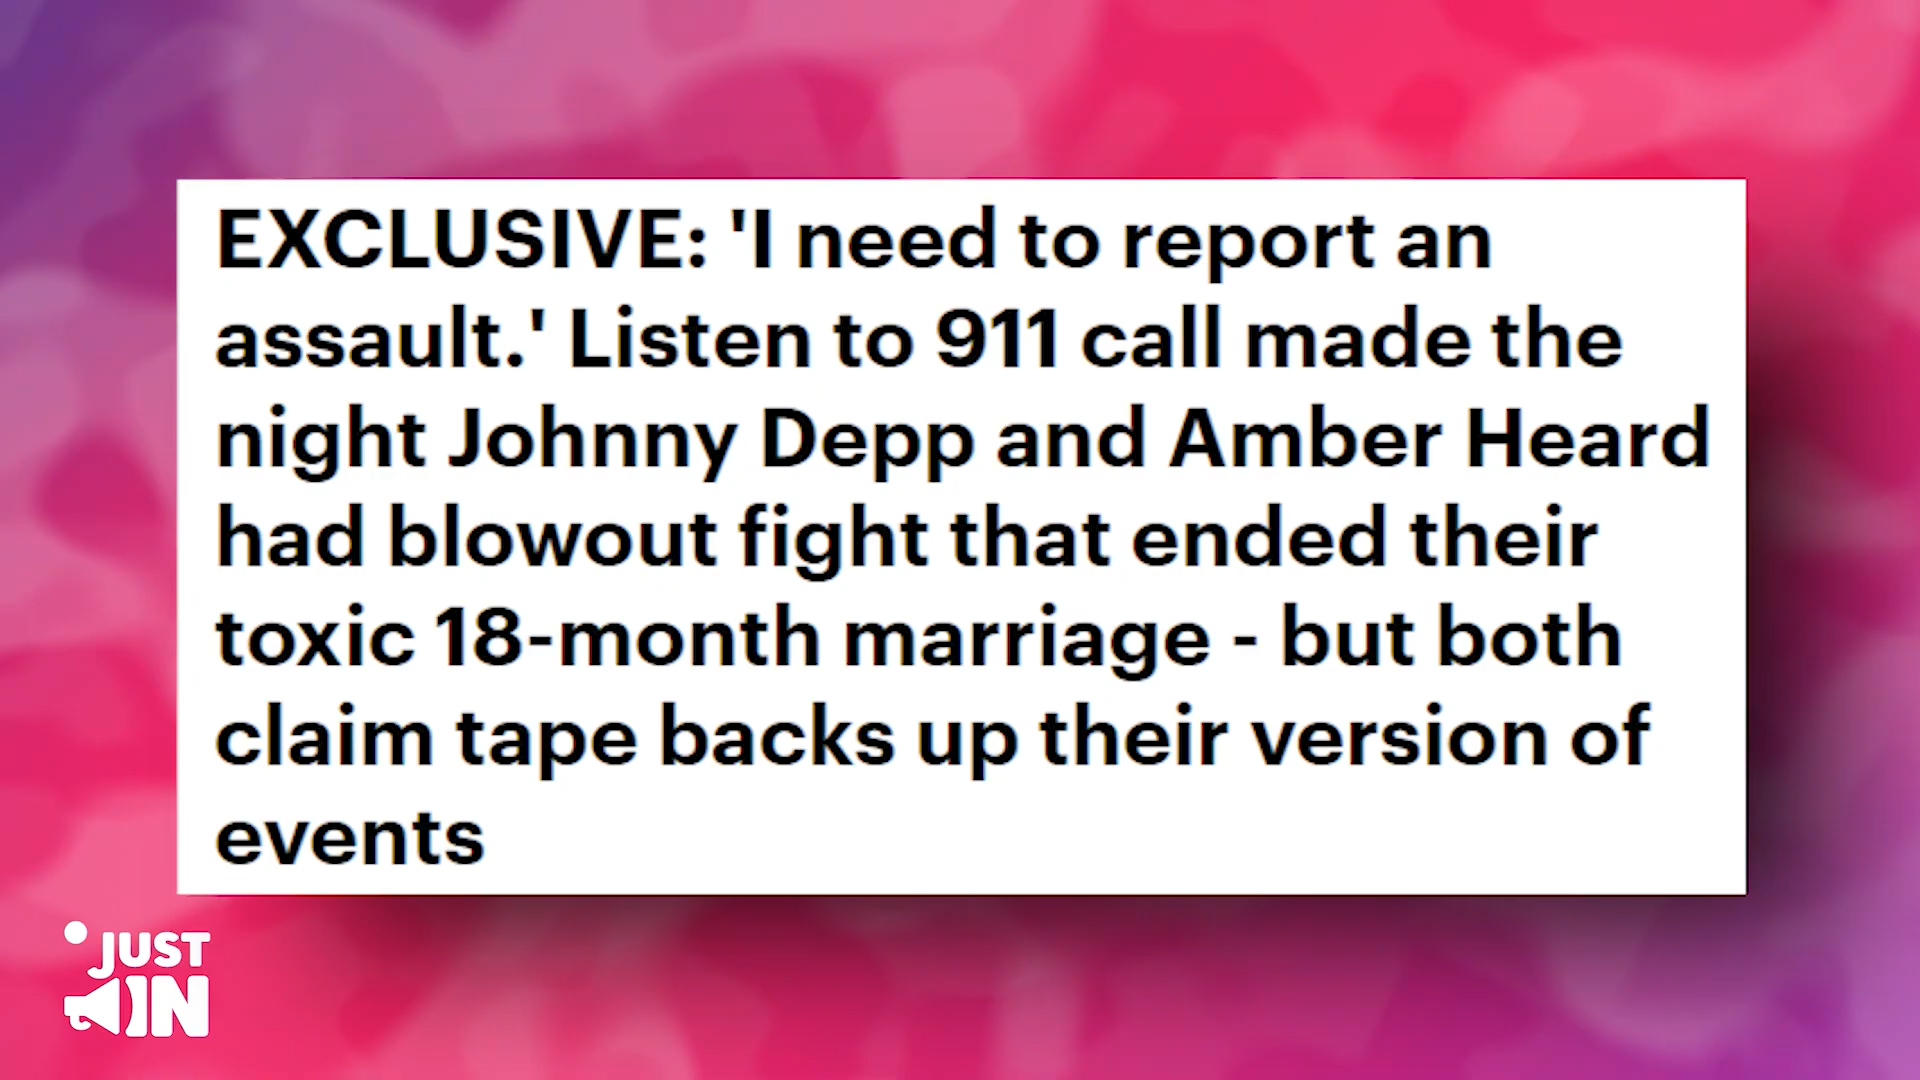 EXCLUSIVE: 'I need to report an
assault.' Listen to 911 call made the
night Johnny Depp and Amber Heard
had blowout fight that ended their
toxic 18-month marriage - but both
claim tape backs up their version of
events
JUST
IN